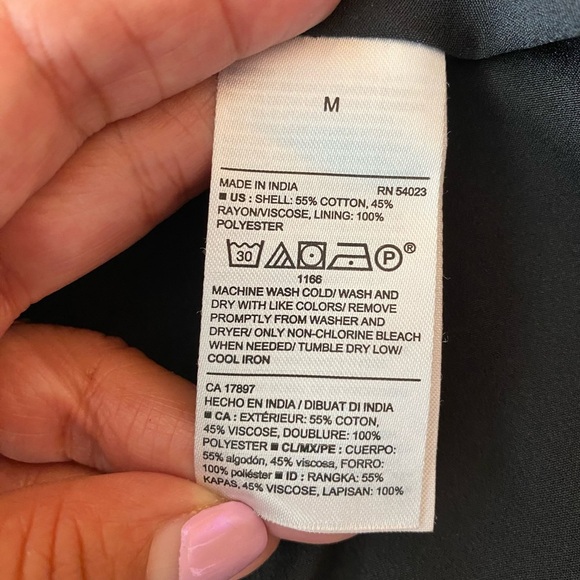 M
MADE IN INDIA RN 54023
■ US : SHELL: 55% COTTON, 45%
RAYON/VISCOSE, LINING: 100%
POLYESTER
30 P®
1166
MACHINE WASH COLD/ WASH AND
DRY WITH LIKE COLORS/ REMOVE
PROMPTLY FROM WASHER AND
DRYER/ ONLY NON-CHLORINE BLEACH
WHEN NEEDED/ TUMBLE DRY LOW/
COOL IRON
CA 17897
HECHO EN INDIA / DIBUAT DI INDIA
■ CA : EXTÉRIEUR: 55% COTON,
45% VISCOSE, DOUBLURE: 100%
POLYESTER ■ CL/MX/PE : CUERPO:
55% algodón, 45% viscosa, FORRO:
100% poliéster ■ ID : RANGKA: 55%
KAPAS, 45% VISCOSE, LAPISAN: 100%